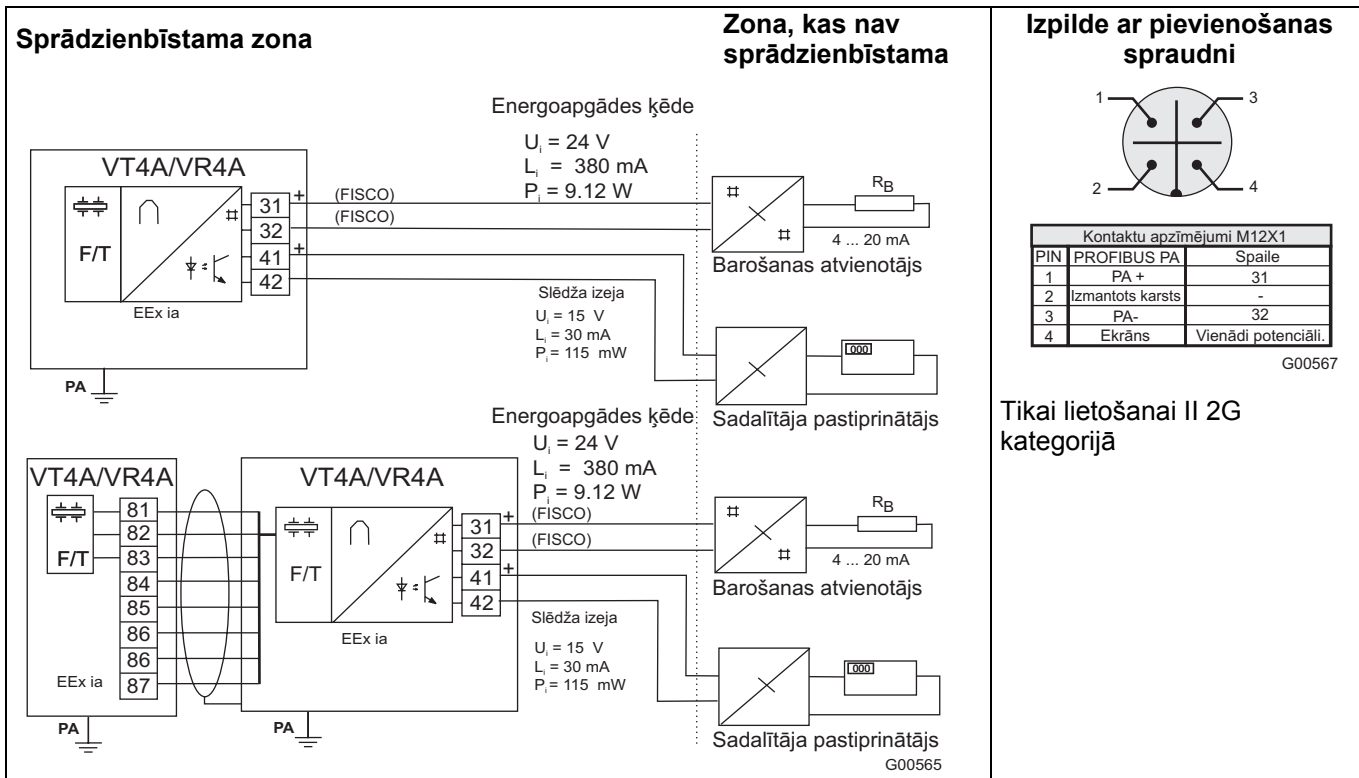 Sprādzienbīstama zona
Zona, kas nav
sprādzienbīstama
Energoapgādes ķēde
Uᵢ = 24 V
Lᵢ = 380 mA
Pᵢ = 9.12 W
VT4A/VR4A
F/T
EEx ia
31
32
41
42
+
+
(FISCO)
(FISCO)
RB
4 ... 20 mA
Barošanas atvienotājs
Slēdža izeja
Uᵢ = 15 V
Lᵢ = 30 mA
Pᵢ = 115 mW
000
Sadalītāja pastiprinātājs
PA
Energoapgādes ķēde
Uᵢ = 24 V
Lᵢ = 380 mA
Pᵢ = 9.12 W
VT4A/VR4A
F/T
81
82
83
84
85
86
86
87
EEx ia
PA
VT4A/VR4A
F/T
EEx ia
31
32
41
42
+
+
(FISCO)
(FISCO)
RB
4 ... 20 mA
Barošanas atvienotājs
Slēdža izeja
Uᵢ = 15 V
Lᵢ = 30 mA
Pᵢ = 115 mW
000
Sadalītāja pastiprinātājs
PA
G00565
Izpilde ar pievienošanas
spraudni
1
3
2
4
Kontaktu apzīmējumi M12X1
PIN PROFIBUS PA Spaile
1 PA + 31
2 Izmantots karsts -
3 PA- 32
4 Ekrāns Vienādi potenciāli.
G00567
Tikai lietošanai II 2G
kategorijā